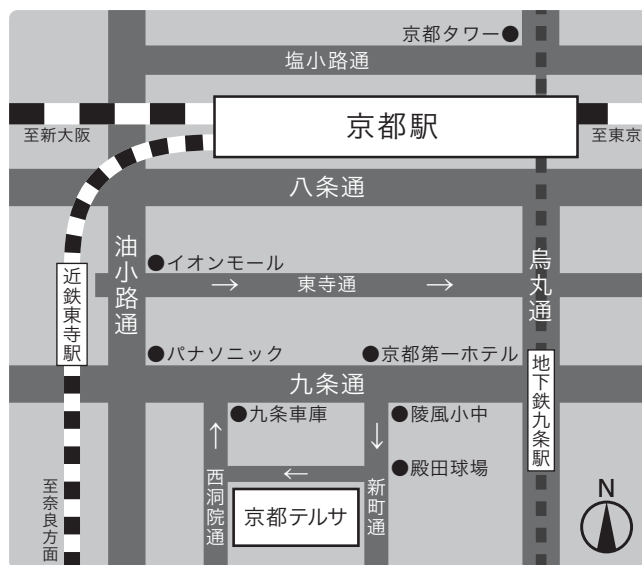 京都タワー
塩小路通
京都駅
至新大阪
至東京
八条通
油小路通
イオンモール
東寺通
烏丸通
近鉄東寺駅
パナソニック
京都第一ホテル
九条通
地下鉄九条駅
九条車庫
陵風小中
殿田球場
西洞院通
新町通
京都テルサ
至奈良方面
N